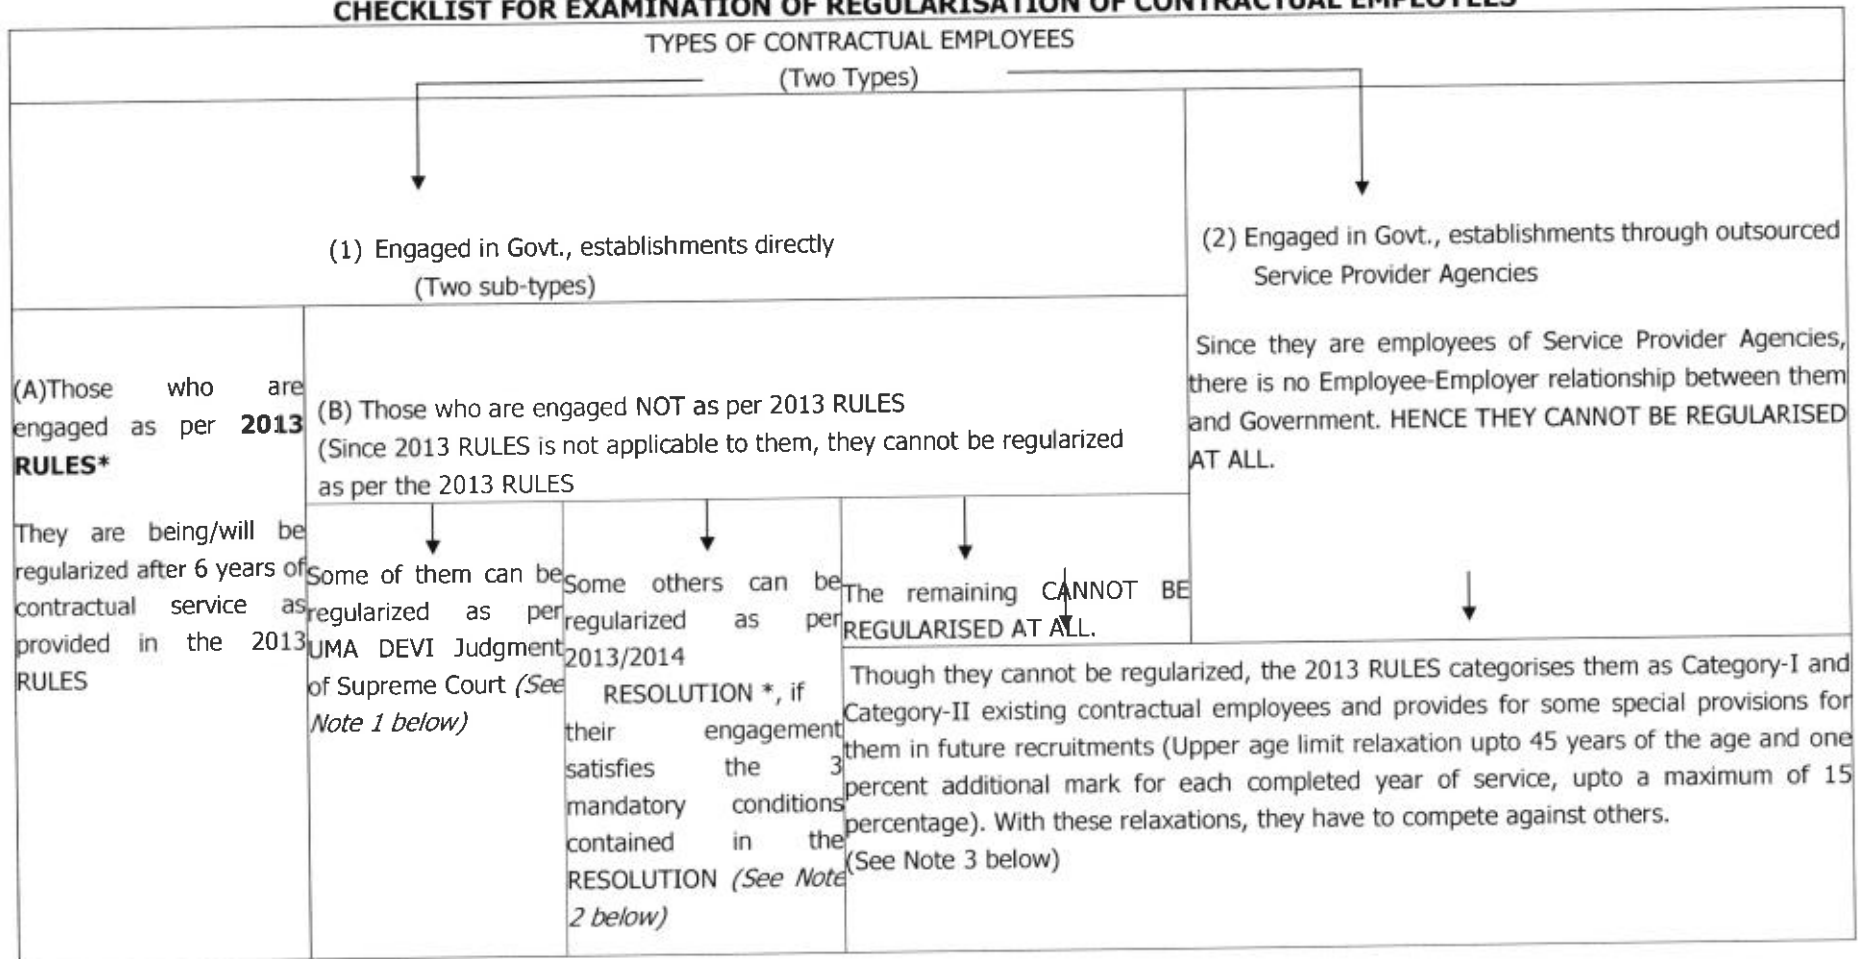 CHECKLIST FOR EXAMINATION OF REGULARISATION OF CONTRACTUAL EMPLOYEES
TYPES OF CONTRACTUAL EMPLOYEES
(Two Types)
(1) Engaged in Govt., establishments directly
(Two sub-types)
(2) Engaged in Govt., establishments through outsourced
Service Provider Agencies
Since they are employees of Service Provider Agencies,
there is no Employee-Employer relationship between them
and Government. HENCE THEY CANNOT BE REGULARISED
AT ALL.
(A)Those who are
engaged as per 2013
RULES*
They are being/will be
regularized after 6 years of
contractual service as
provided in the 2013
RULES
(B) Those who are engaged NOT as per 2013 RULES
(Since 2013 RULES is not applicable to them, they cannot be regularized
as per the 2013 RULES
Some of them can be
regularized as per
UMA DEVI Judgment
of Supreme Court (See
Note 1 below)
Some others can be
regularized as per
2013/2014
RESOLUTION *, if
their engagement
satisfies the 3
mandatory conditions
contained in the
RESOLUTION (See Note
2 below)
The remaining CANNOT BE
REGULARISED AT ALL.
Though they cannot be regularized, the 2013 RULES categorises them as Category-I and
Category-II existing contractual employees and provides for some special provisions for
them in future recruitments (Upper age limit relaxation upto 45 years of the age and one
percent additional mark for each completed year of service, upto a maximum of 15
percentage). With these relaxations, they have to compete against others.
(See Note 3 below)